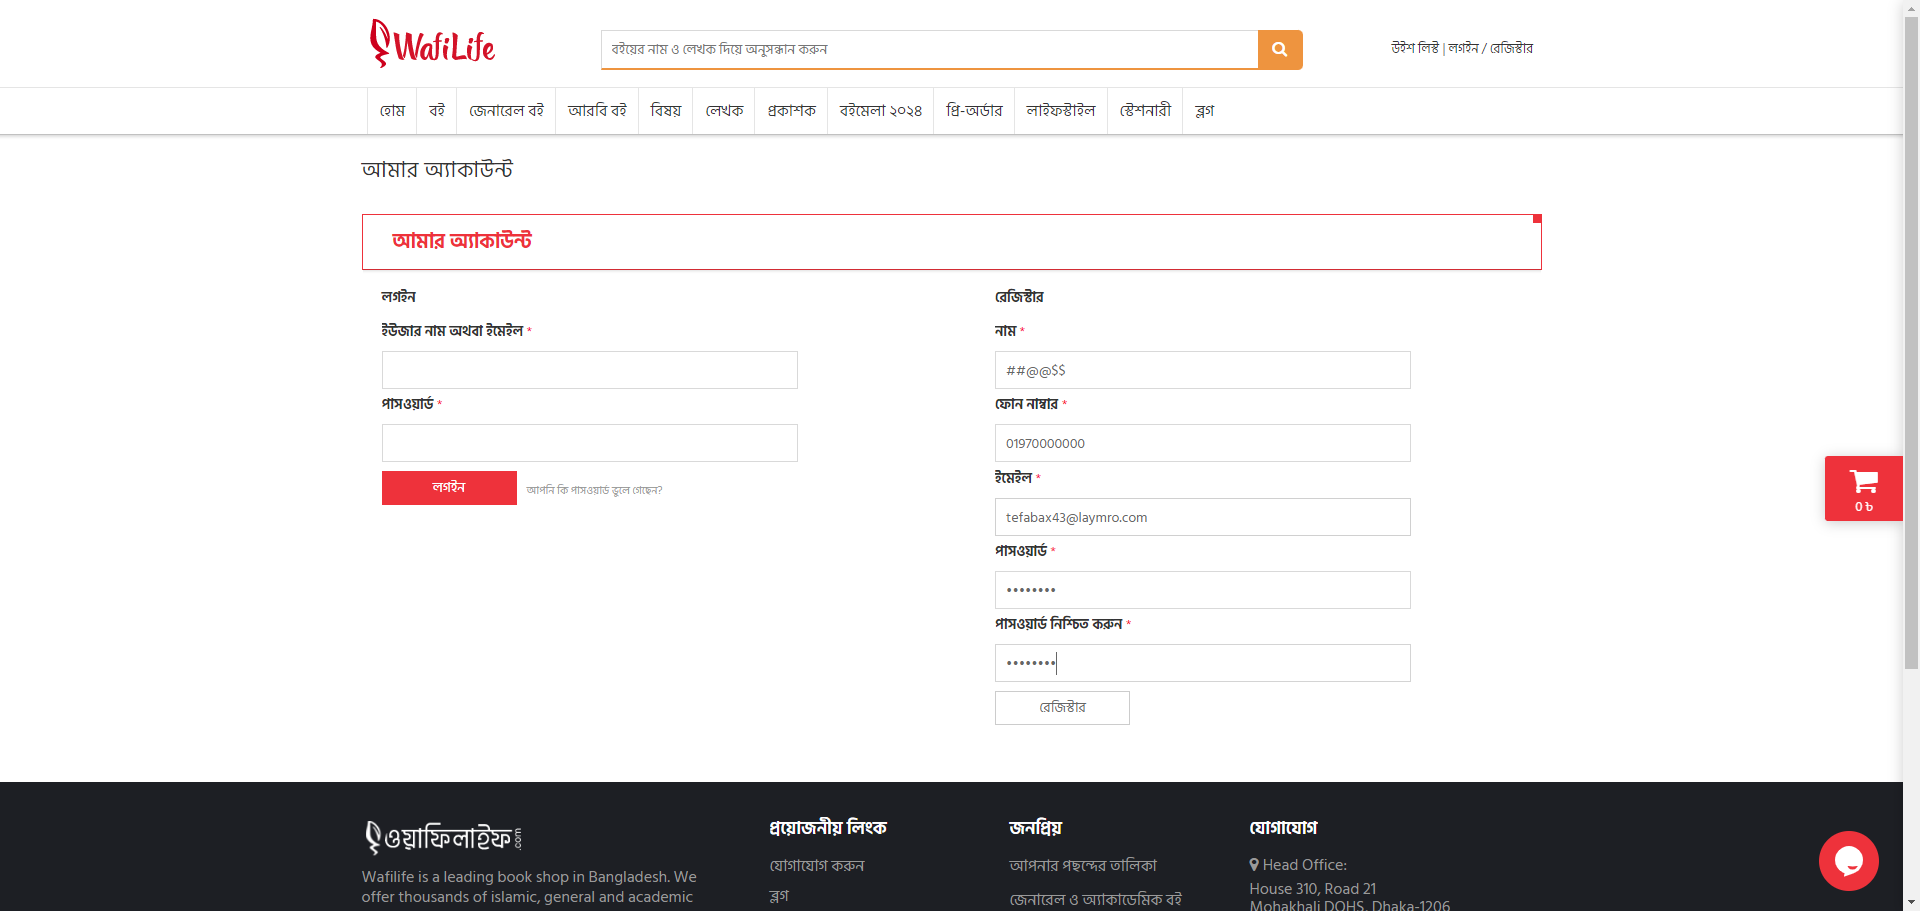 WafiLife
বইয়ের নাম ও লেখক দিয়ে অনুসন্ধান করুন
উইশ লিস্ট | লগইন / রেজিস্টার
হোম বই জেনারেল বই আরবি বই বিষয় লেখক প্রকাশক বইমেলা ২০২৪ প্রি-অর্ডার লাইফস্টাইল স্টেশনারী ব্লগ
আমার অ্যাকাউন্ট
আমার অ্যাকাউন্ট
লগইন
ইউজার নাম অথবা ইমেইল *
পাসওয়ার্ড *
লগইন আপনি কি পাসওয়ার্ড ভুলে গেছেন?
রেজিস্টার
নাম *
##@@$$
ফোন নাম্বার *
01970000000
ইমেইল *
tefabax43@laymro.com
পাসওয়ার্ড *
••••••••
পাসওয়ার্ড নিশ্চিত করুন *
••••••••
রেজিস্টার
0 ৳
ওয়াফিলাইফ.com
Wafilife is a leading book shop in Bangladesh. We
offer thousands of islamic, general and academic
প্রয়োজনীয় লিংক
যোগাযোগ করুন
ব্লগ
জনপ্রিয়
আপনার পছন্দের তালিকা
জেনারেল ও অ্যাকাডেমিক বই
যোগাযোগ
Head Office:
House 310, Road 21
Mohakhali DOHS, Dhaka-1206